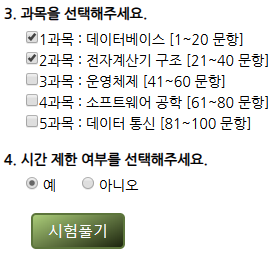 3. 과목을 선택해주세요.
1과목 : 데이터베이스 [1~20 문항]
2과목 : 전자계산기 구조 [21~40 문항]
3과목 : 운영체제 [41~60 문항]
4과목 : 소프트웨어 공학 [61~80 문항]
5과목 : 데이터 통신 [81~100 문항]
4. 시간 제한 여부를 선택해주세요.
예 아니오
시험풀기